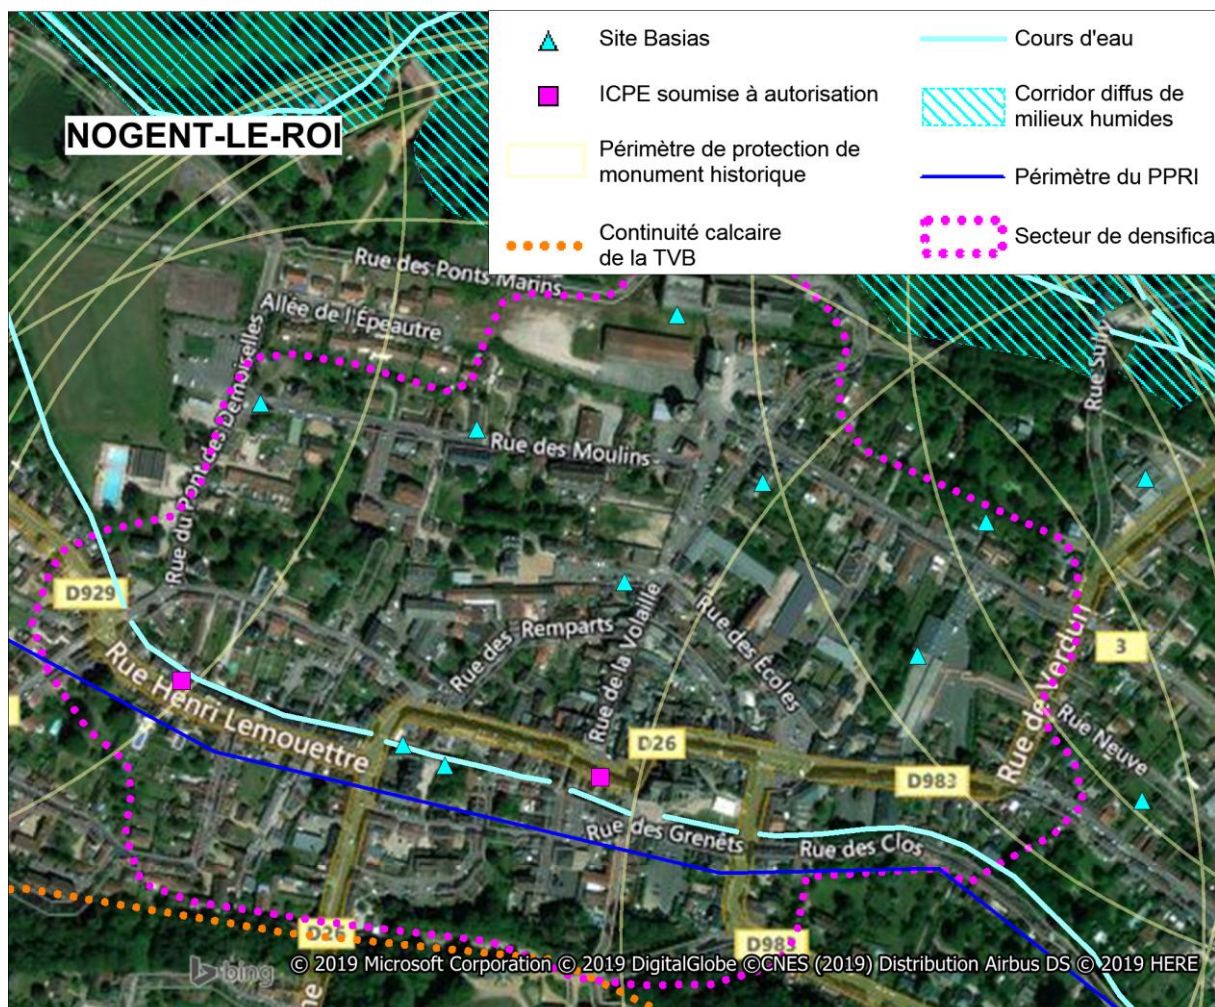 NOGENT-LE-ROI
Site Basias
ICPE soumise à autorisation
Périmètre de protection de
monument historique
Continuité calcaire
de la TVB
Cours d'eau
Corridor diffus de
milieux humides
Périmètre du PPRI
Secteur de densifica
Rue des Ponts Marins
Allée de l'Épeautre
Rue du Pont des Demoiselles
Rue des Moulins
Rue Sully
D929
Rue des Remparts
Rue de la Volaille
Rue des Écoles
3
Rue de Verdun
Rue Neuve
Rue Henri Lemouette
D26
D983
Rue des Grenêts
Rue des Clos
D26
D983
bing
© 2019 Microsoft Corporation © 2019 DigitalGlobe ©CNES (2019) Distribution Airbus DS © 2019 HERE